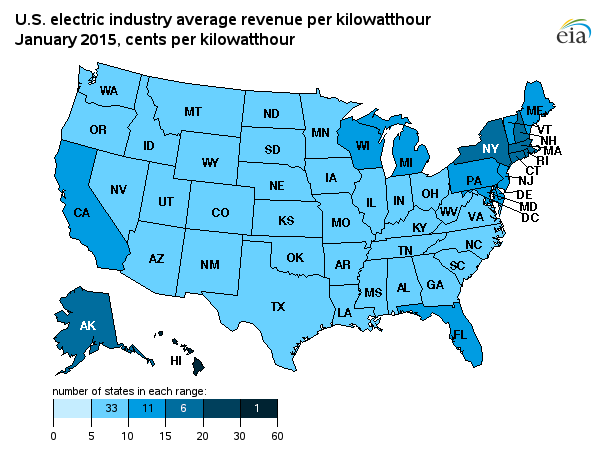 U.S. electric industry average revenue per kilowatthour
January 2015, cents per kilowatthour
eia
WA
MT
ND
MN
ME
OR
ID
SD
WI
VT
NH
NY
MA
WY
MI
RI
CT
IA
PA
NJ
NV
NE
OH
DE
IL
IN
MD
UT
CO
WV
DC
CA
VA
KS
MO
KY
NC
TN
OK
AZ
NM
AR
SC
MS
AL
GA
TX
LA
AK
FL
HI
number of states in each range:
33 11 6 1
0 5 10 15 20 30 60